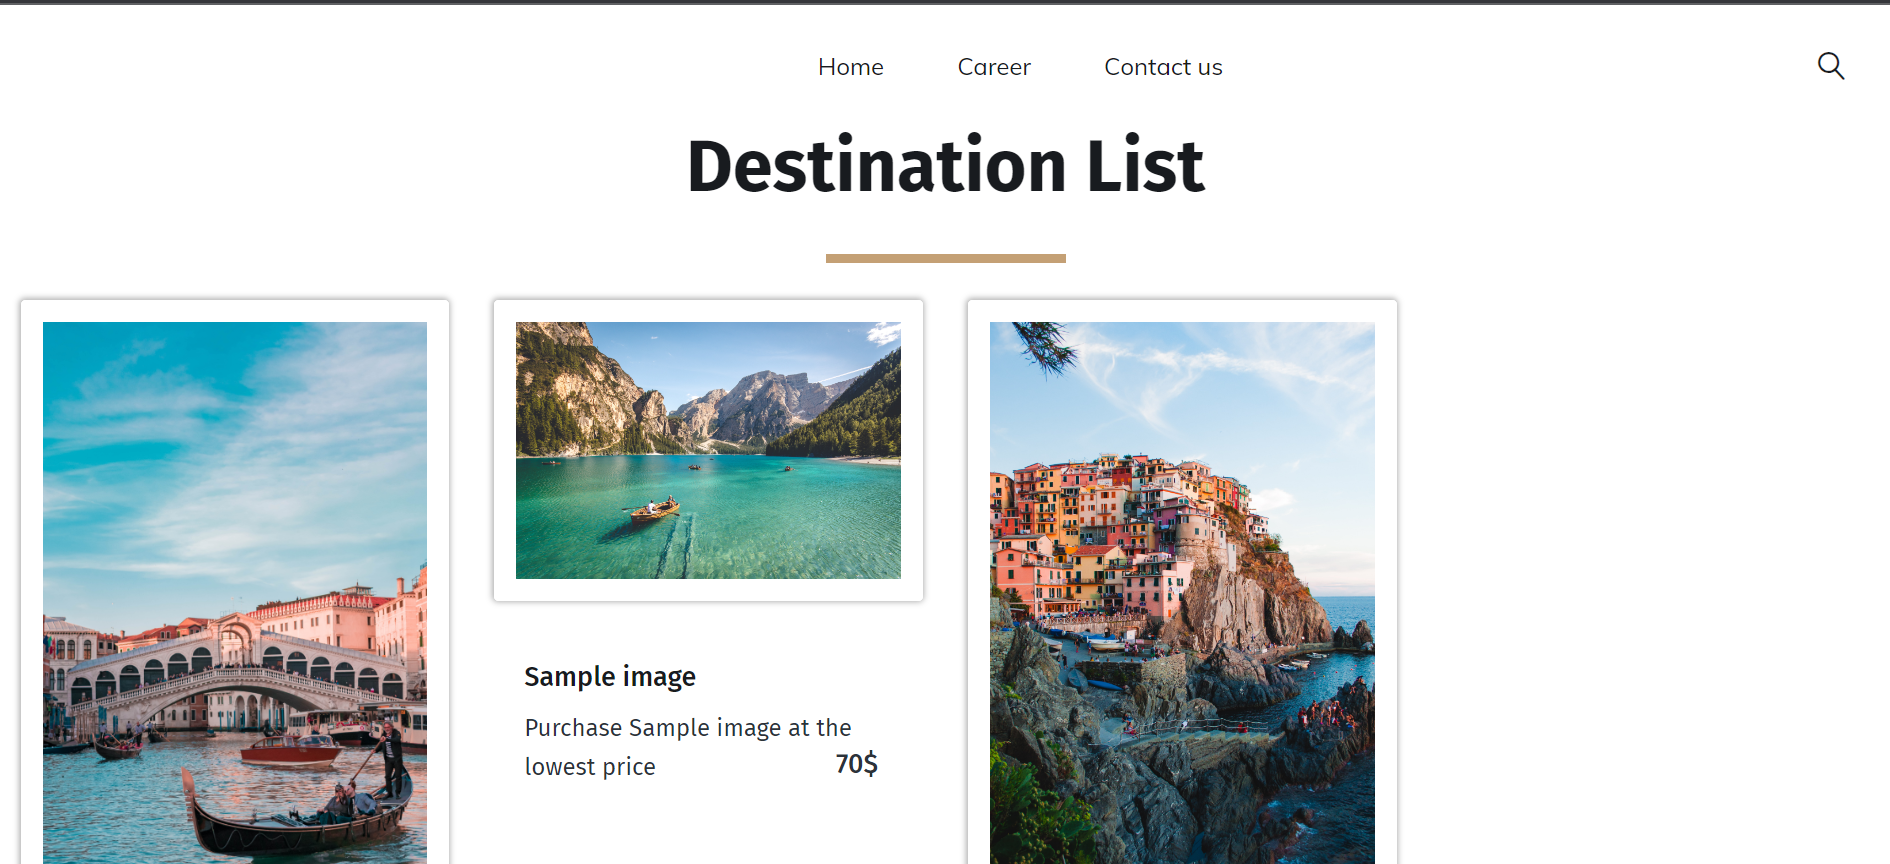 Home Career Contact us
Destination List
Sample image
Purchase Sample image at the
lowest price 70$